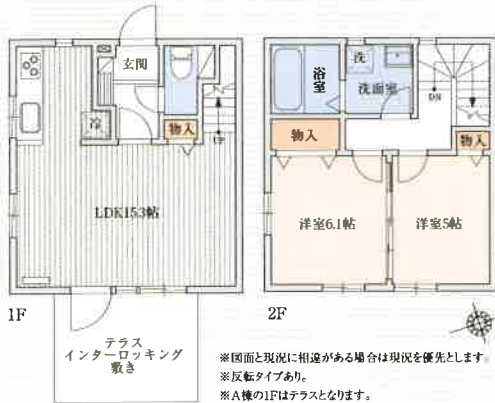 玄関
冷
物入
UP
LDK15.3帖
1F
テラス
インターロッキング
敷き
浴室
洗
洗面室
DN
物入
物入
洋室6.1帖
洋室5帖
2F
※図面と現況に相違がある場合は現況を優先とします。
※反転タイプあり。
※A棟の1Fはテラスとなります。